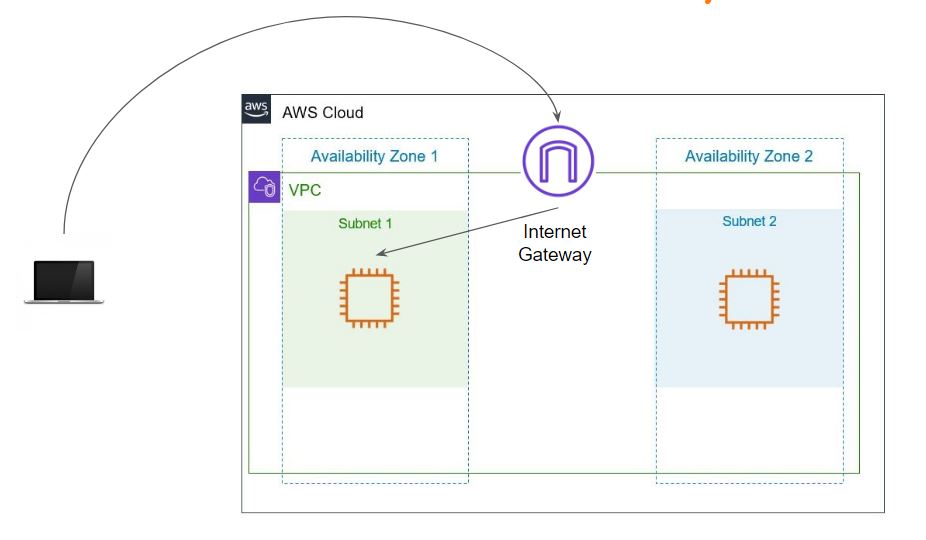 aws
AWS Cloud
Availability Zone 1
Availability Zone 2
VPC
Subnet 1
Subnet 2
Internet
Gateway